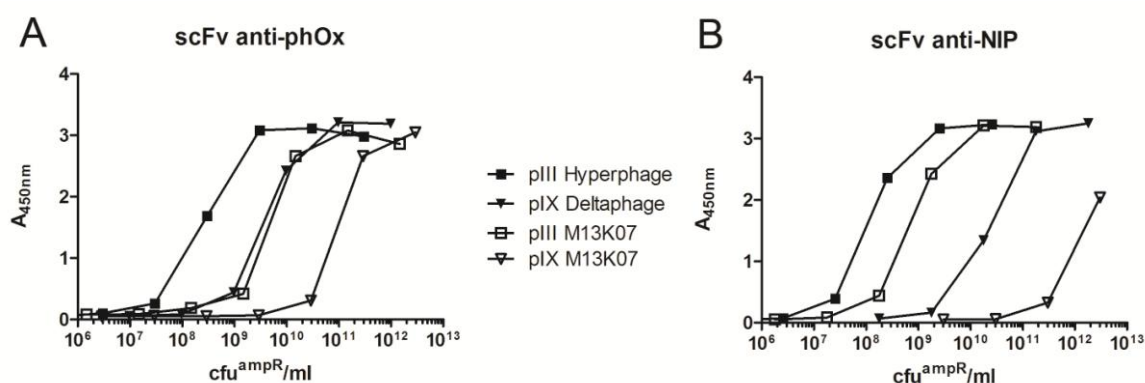 A
scFv anti-phOx
4
3
2
1
0
A450nm
10^6 10^7 10^8 10^9 10^10 10^11 10^12 10^13
cfu^ampR/ml
pIII Hyperphage
pIX Deltaphage
pIII M13K07
pIX M13K07
B
scFv anti-NIP
4
3
2
1
0
A450nm
10^6 10^7 10^8 10^9 10^10 10^11 10^12 10^13
cfu^ampR/ml